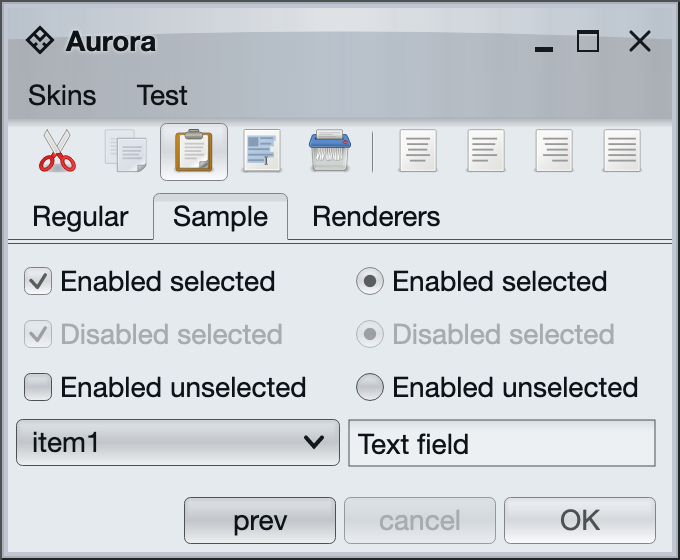 Aurora
Skins Test
Regular Sample Renderers
Enabled selected Enabled selected
Disabled selected Disabled selected
Enabled unselected Enabled unselected
item1 Text field
prev cancel OK